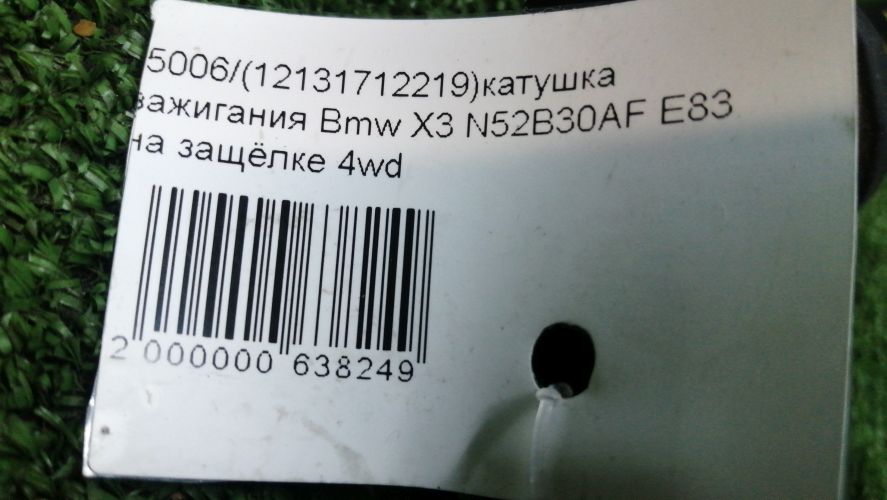 5006/(12131712219)катушка
зажигания Bmw X3 N52B30AF E83
на защёлке 4wd
2 000000 638249